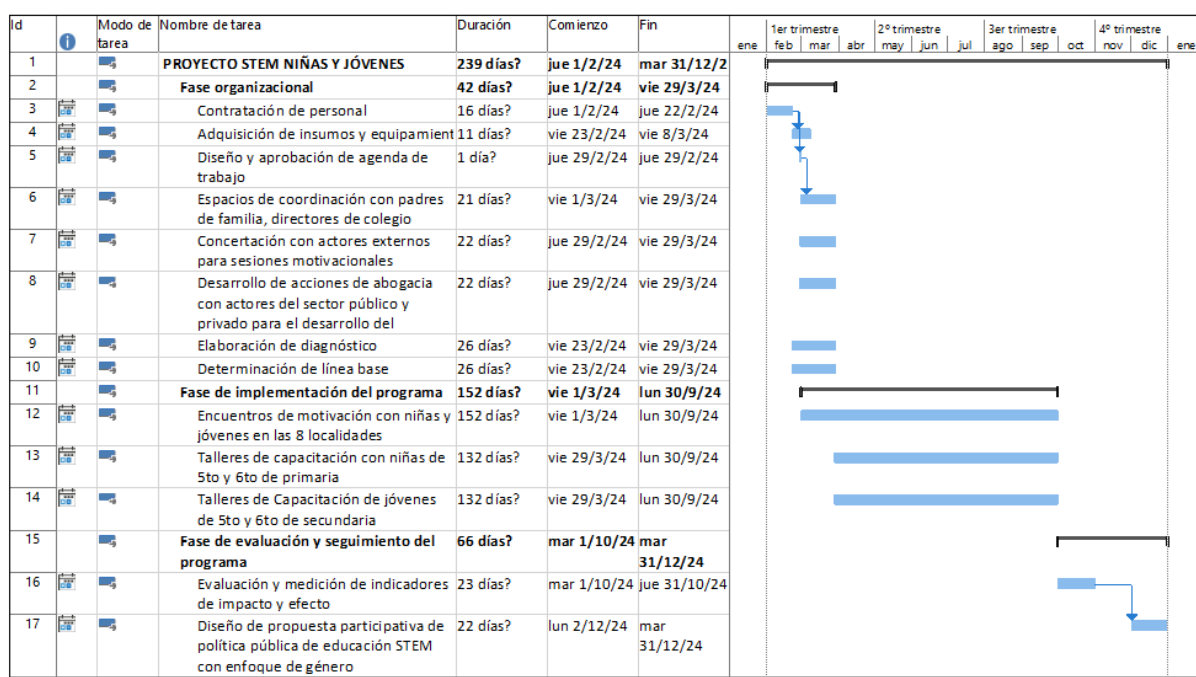 Id Modo de tarea Nombre de tarea Duración Comienzo Fin
1er trimestre 2º trimestre 3er trimestre 4º trimestre
ene feb mar abr may jun jul ago sep oct nov dic ene
1 PROYECTO STEM NIÑAS Y JÓVENES 239 días? jue 1/2/24 mar 31/12/2
2 Fase organizacional 42 días? jue 1/2/24 vie 29/3/24
3 Contratación de personal 16 días? jue 1/2/24 jue 22/2/24
4 Adquisición de insumos y equipamient 11 días? vie 23/2/24 vie 8/3/24
5 Diseño y aprobación de agenda de 1 día? jue 29/2/24 jue 29/2/24
trabajo
6 Espacios de coordinación con padres 21 días? vie 1/3/24 vie 29/3/24
de familia, directores de colegio
7 Concertación con actores externos 22 días? jue 29/2/24 vie 29/3/24
para sesiones motivacionales
8 Desarrollo de acciones de abogacia 22 días? jue 29/2/24 vie 29/3/24
con actores del sector público y
privado para el desarrollo del
9 Elaboración de diagnóstico 26 días? vie 23/2/24 vie 29/3/24
10 Determinación de línea base 26 días? vie 23/2/24 vie 29/3/24
11 Fase de implementación del programa 152 días? vie 1/3/24 lun 30/9/24
12 Encuentros de motivación con niñas y 152 días? vie 1/3/24 lun 30/9/24
jóvenes en las 8 localidades
13 Talleres de capacitación con niñas de 132 días? vie 29/3/24 lun 30/9/24
5to y 6to de primaria
14 Talleres de Capacitación de jóvenes 132 días? vie 29/3/24 lun 30/9/24
de 5to y 6to de secundaria
15 Fase de evaluación y seguimiento del 66 días? mar 1/10/24 mar
programa 31/12/24
16 Evaluación y medición de indicadores 23 días? mar 1/10/24 jue 31/10/24
de impacto y efecto
17 Diseño de propuesta participativa de 22 días? lun 2/12/24 mar
política pública de educación STEM 31/12/24
con enfoque de género